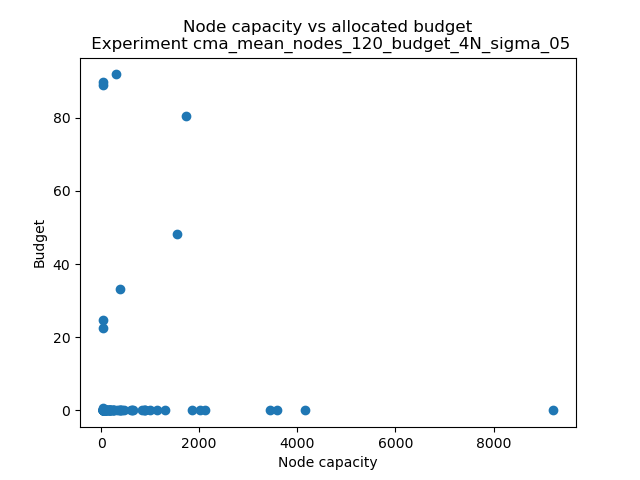 Node capacity vs allocated budget
Experiment cma_mean_nodes_120_budget_4N_sigma_05
80
60
40
20
0
Budget
0 2000 4000 6000 8000
Node capacity